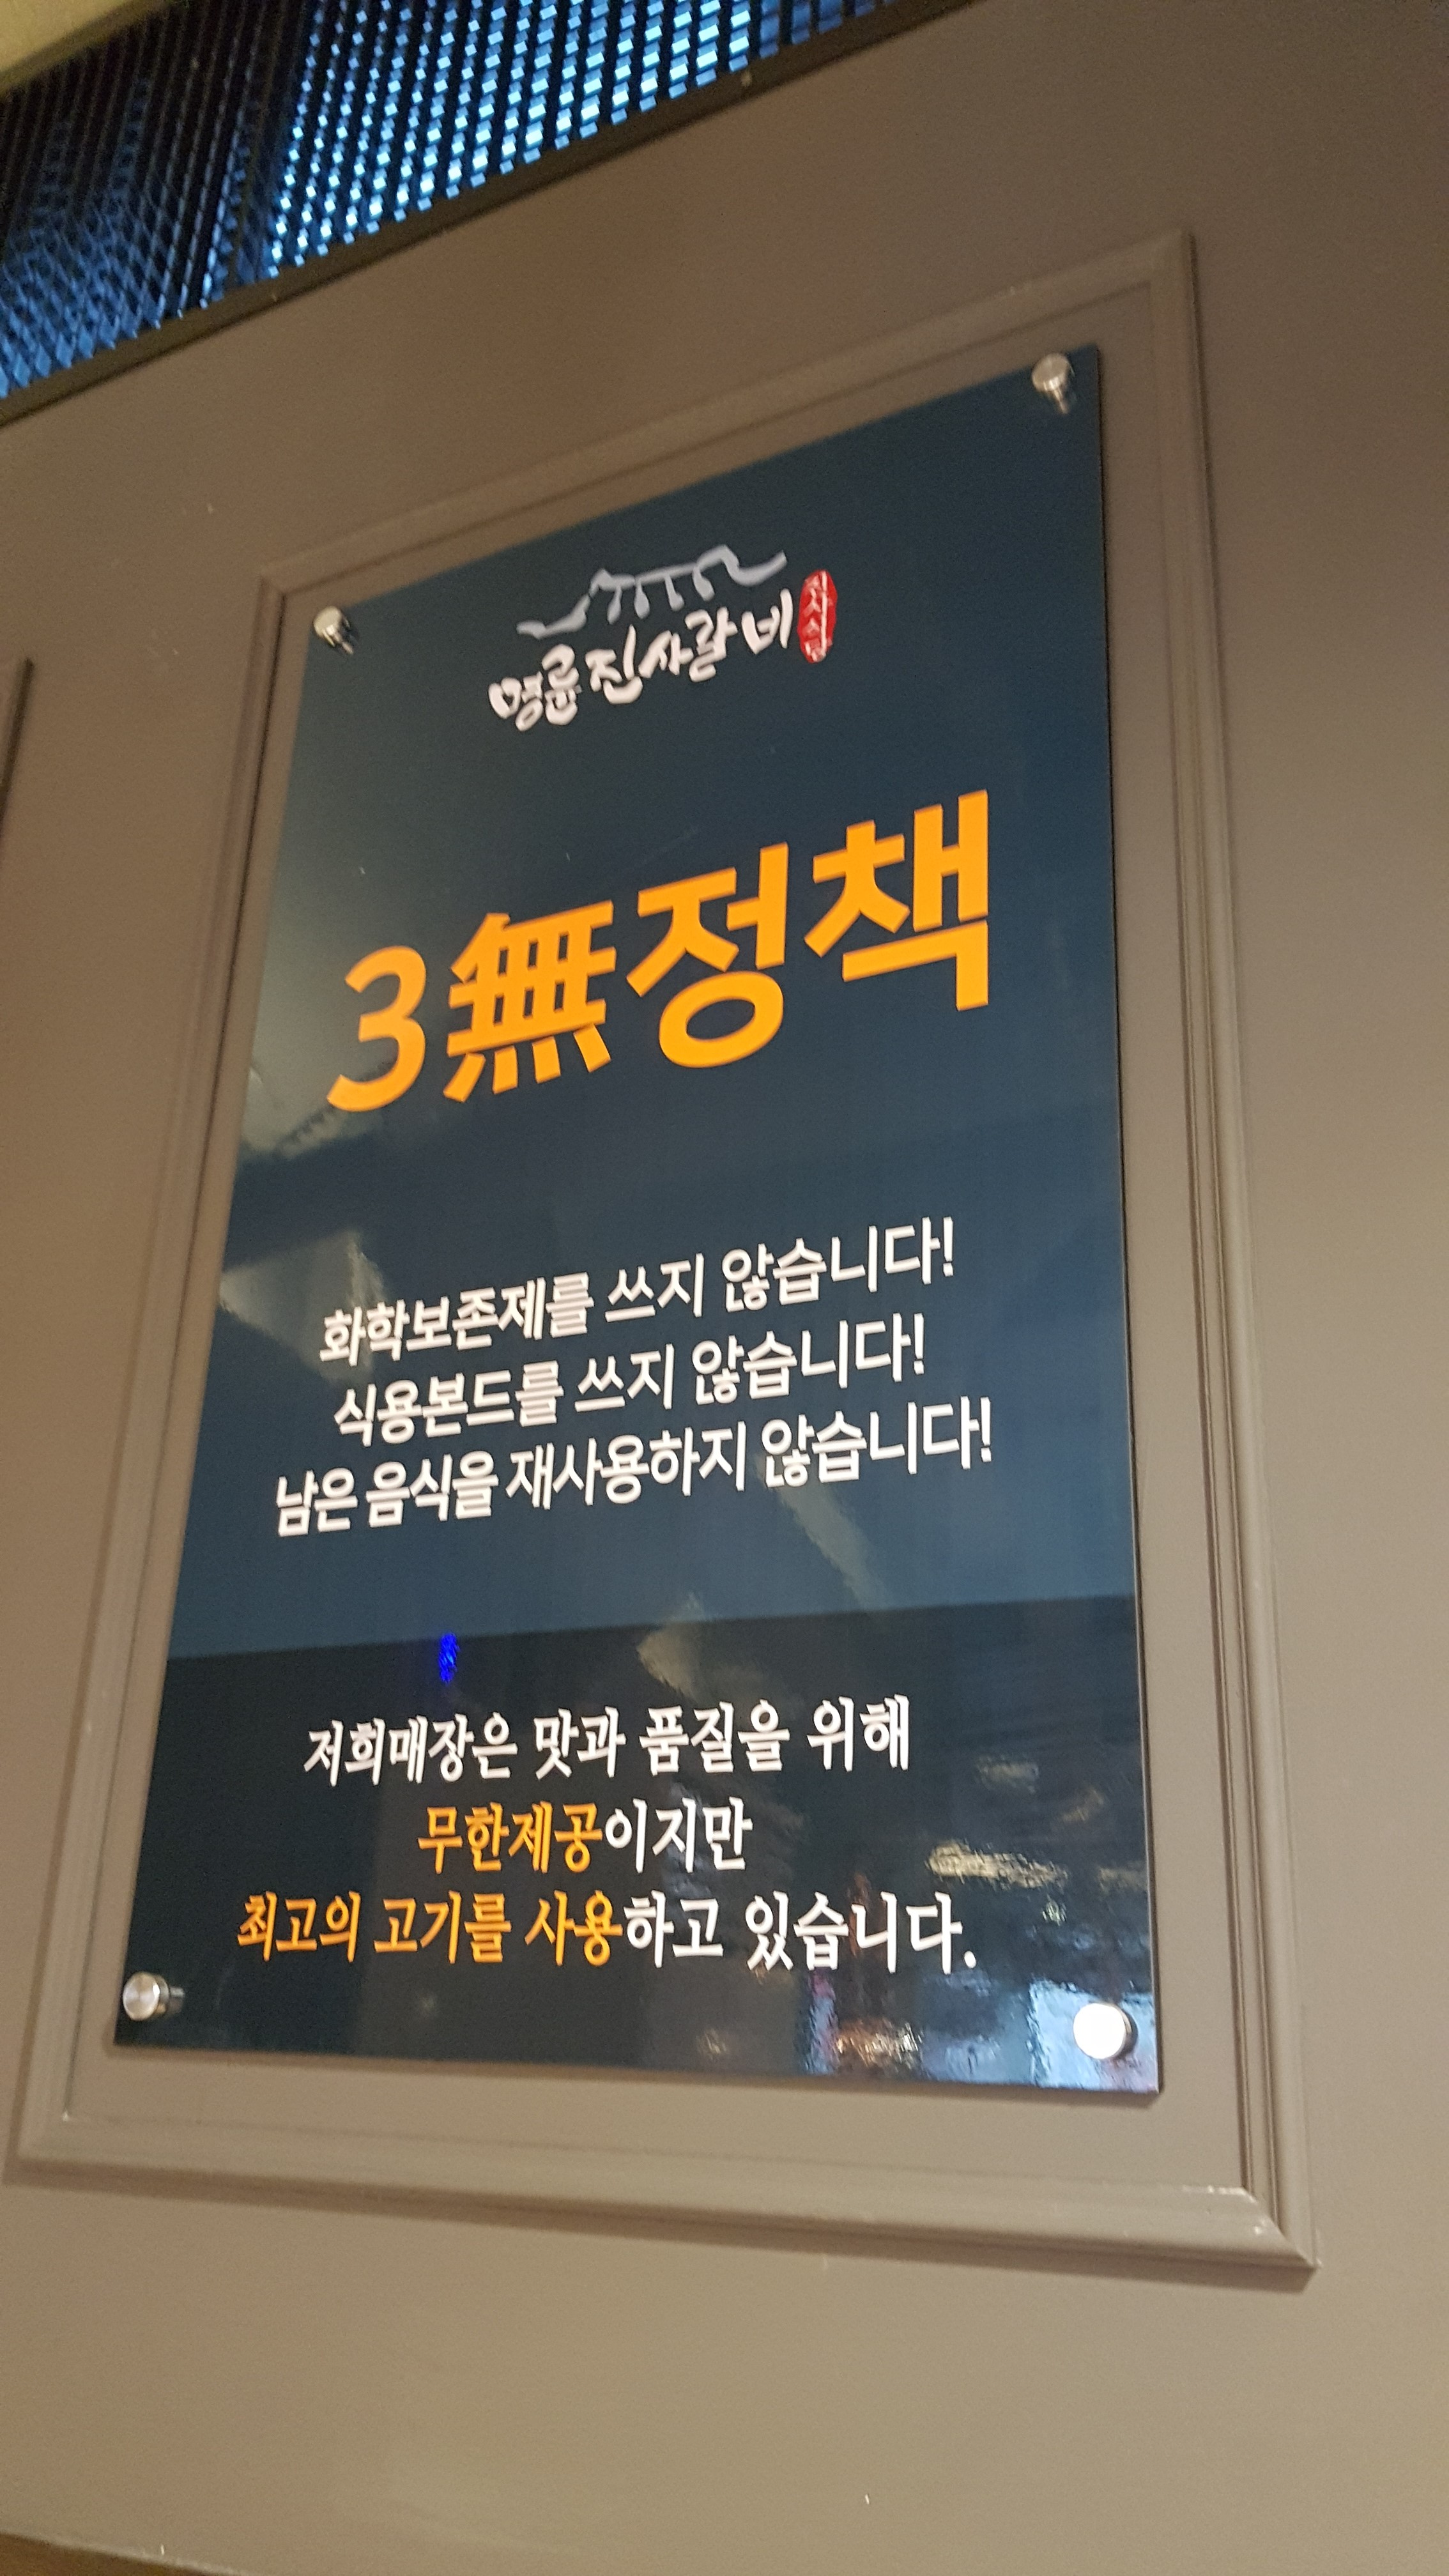 명륜진사갈비
진사식당
3無정책
화학보존제를 쓰지 않습니다!
식용본드를 쓰지 않습니다!
남은 음식을 재사용하지 않습니다!
저희매장은 맛과 품질을 위해
무한제공이지만
최고의 고기를 사용하고 있습니다.